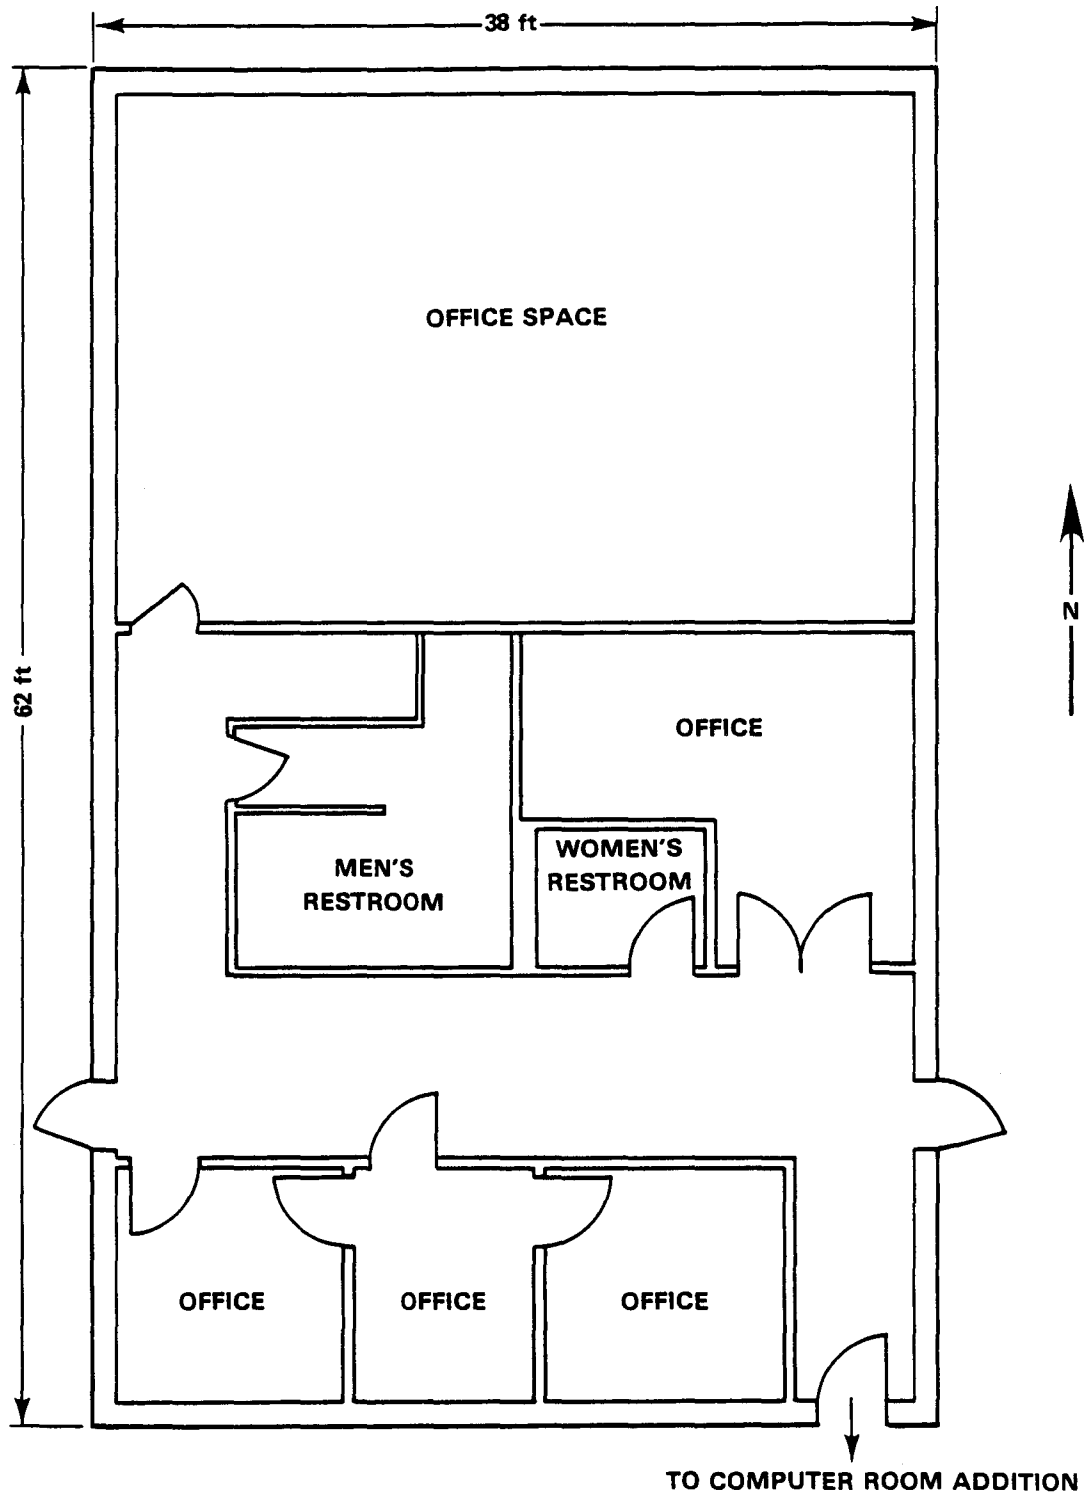 38 ft
OFFICE SPACE
N
62 ft
OFFICE
WOMEN'S
RESTROOM
MEN'S
RESTROOM
OFFICE
OFFICE
OFFICE
TO COMPUTER ROOM ADDITION